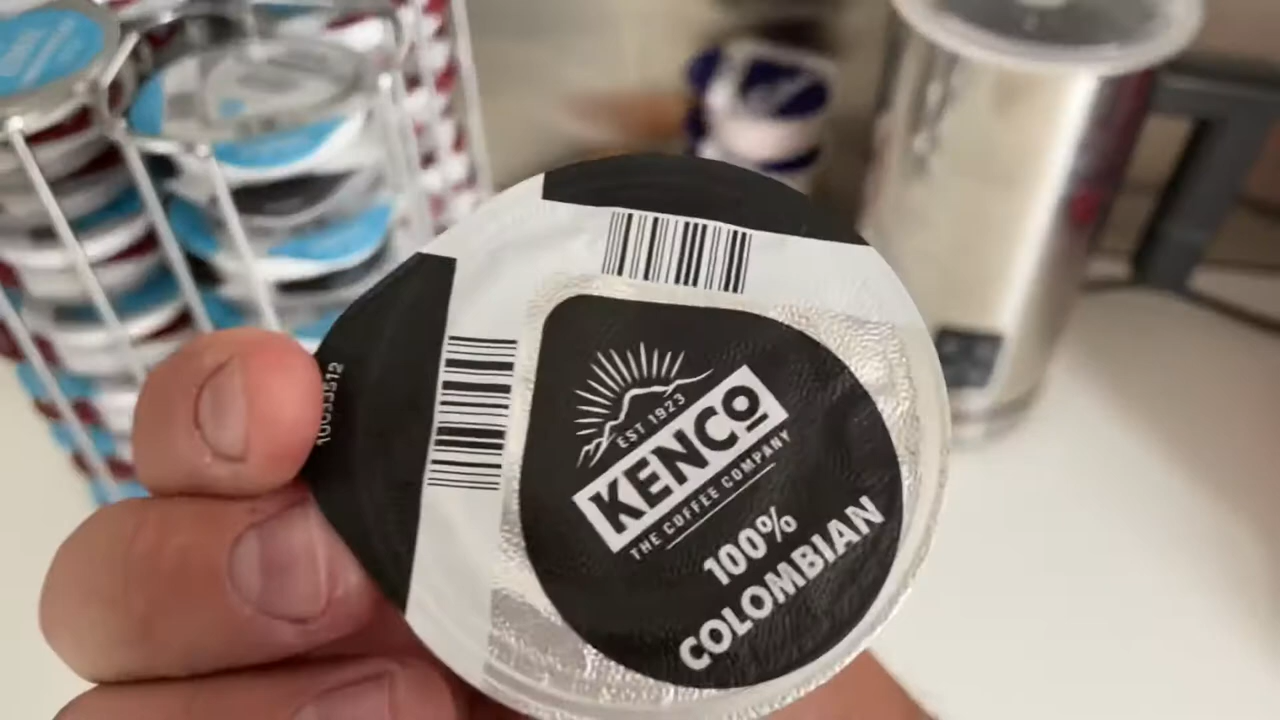 EST 1923
KENCO
THE COFFEE COMPANY
100%
COLOMBIAN